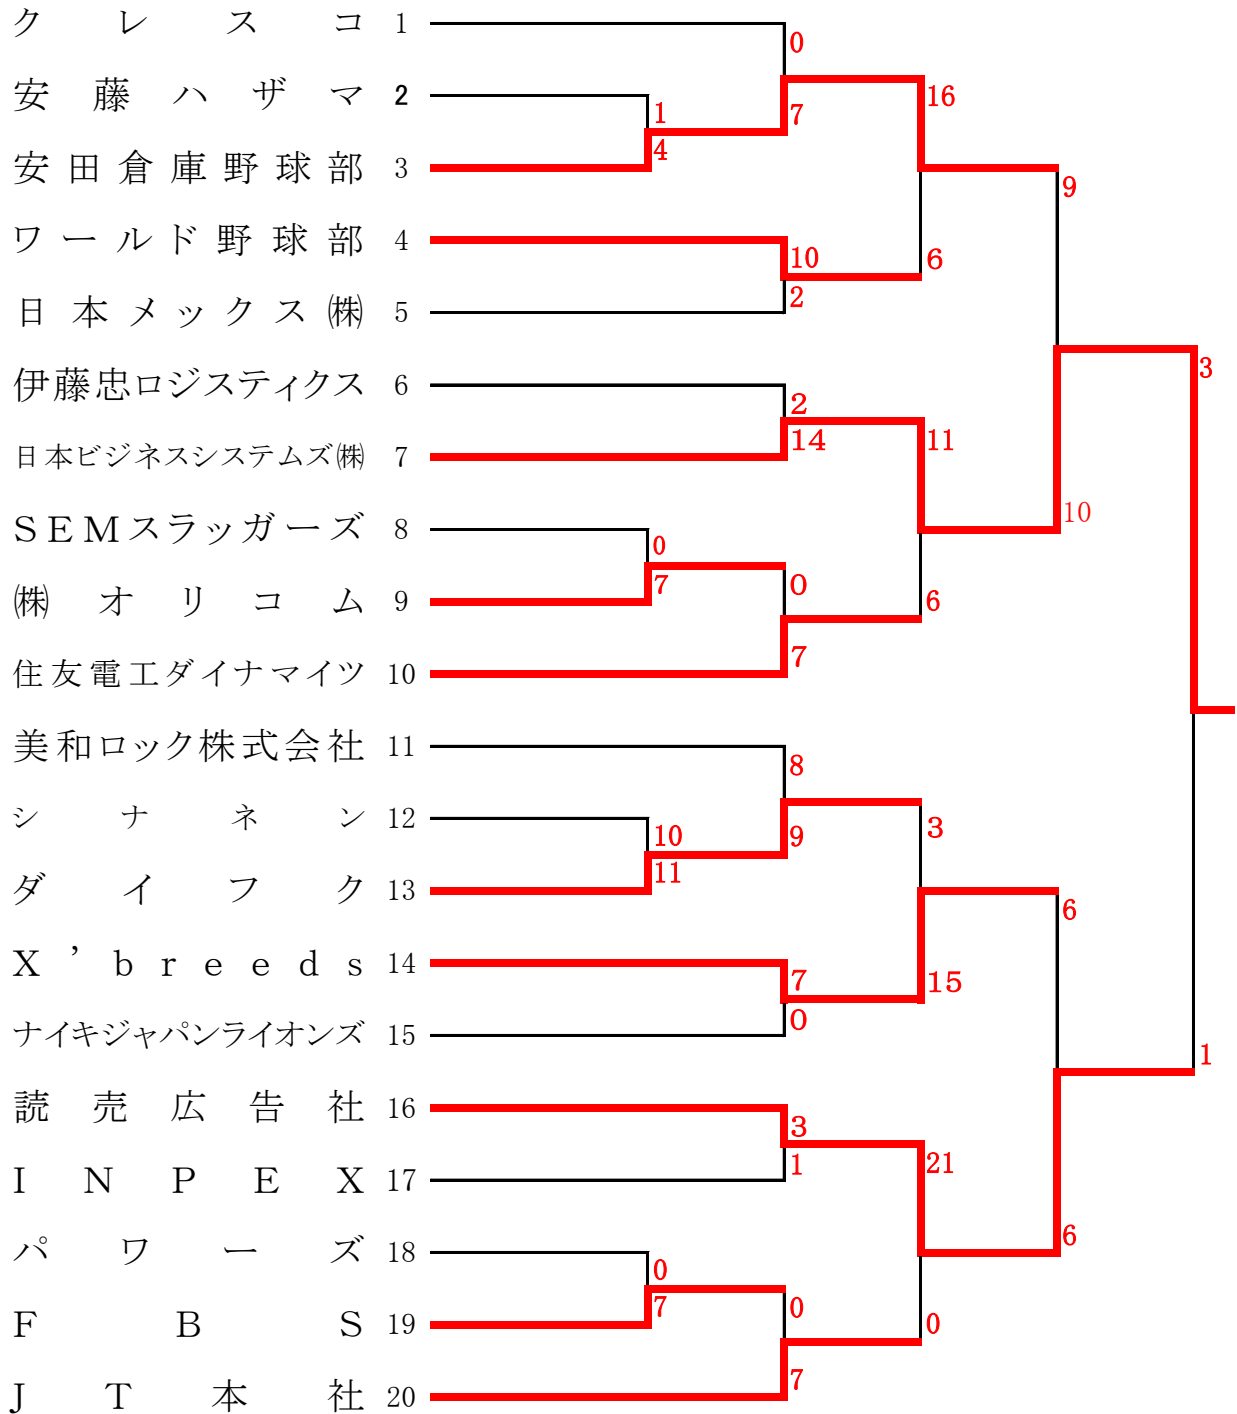 クレスコ 1
0
安藤ハザマ 2
16
1
7
4
安田倉庫野球部 3
9
ワールド野球部 4
10
6
2
日本メックス㈱ 5
3
伊藤忠ロジスティクス 6
2
14
11
日本ビジネスシステムズ㈱ 7
10
SEMスラッガーズ 8
0
7
0
㈱オリコム 9
6
7
住友電工ダイナマイツ 10
美和ロック株式会社 11
8
シナネン 12
10
9
3
11
ダイフク 13
6
X’breeds 14
7
15
0
ナイキジャパンライオンズ 15
1
読売広告社 16
3
1
21
INPEX 17
6
パワーズ 18
0
7
0
FBS 19
0
7
JT本社 20